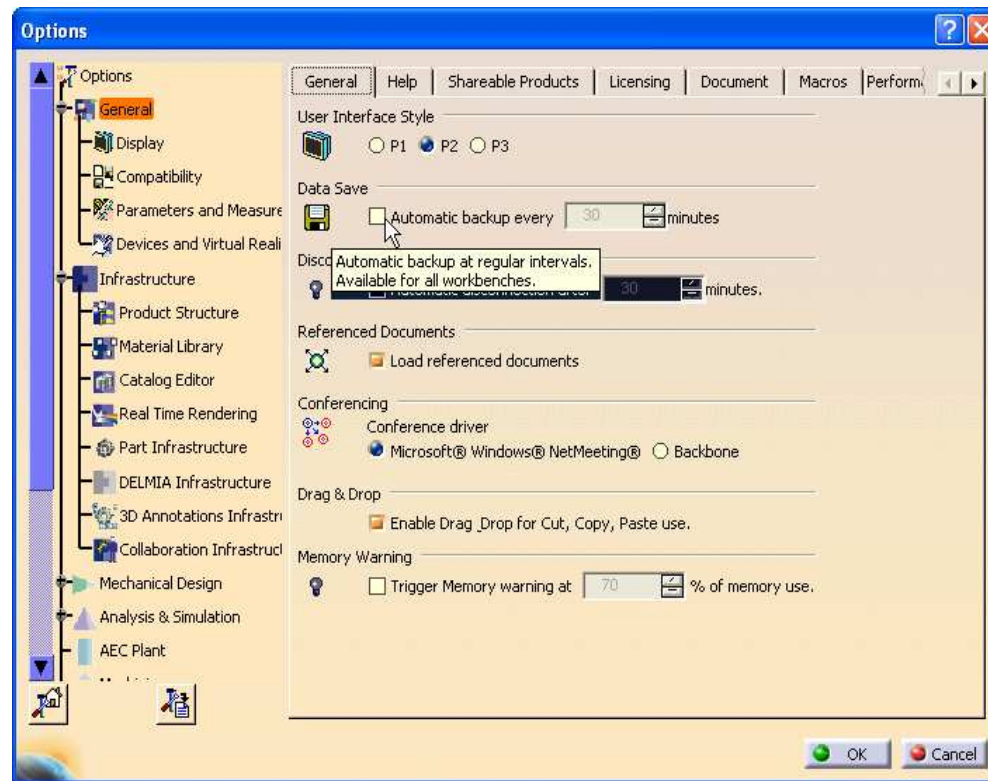 Options
Options
General
Display
Compatibility
Parameters and Measure
Devices and Virtual Reali
Infrastructure
Product Structure
Material Library
Catalog Editor
Real Time Rendering
Part Infrastructure
DELMIA Infrastructure
3D Annotations Infrastr
Collaboration Infrastruct
Mechanical Design
Analysis & Simulation
AEC Plant
General Help Shareable Products Licensing Document Macros Perform
User Interface Style
P1 P2 P3
Data Save
Automatic backup every 30 minutes
Automatic backup at regular intervals.
Available for all workbenches.
Disco
30 minutes.
Referenced Documents
Load referenced documents
Conferencing
Conference driver
Microsoft® Windows® NetMeeting® Backbone
Drag & Drop
Enable Drag _Drop for Cut, Copy, Paste use.
Memory Warning
Trigger Memory warning at 70 % of memory use.
OK Cancel